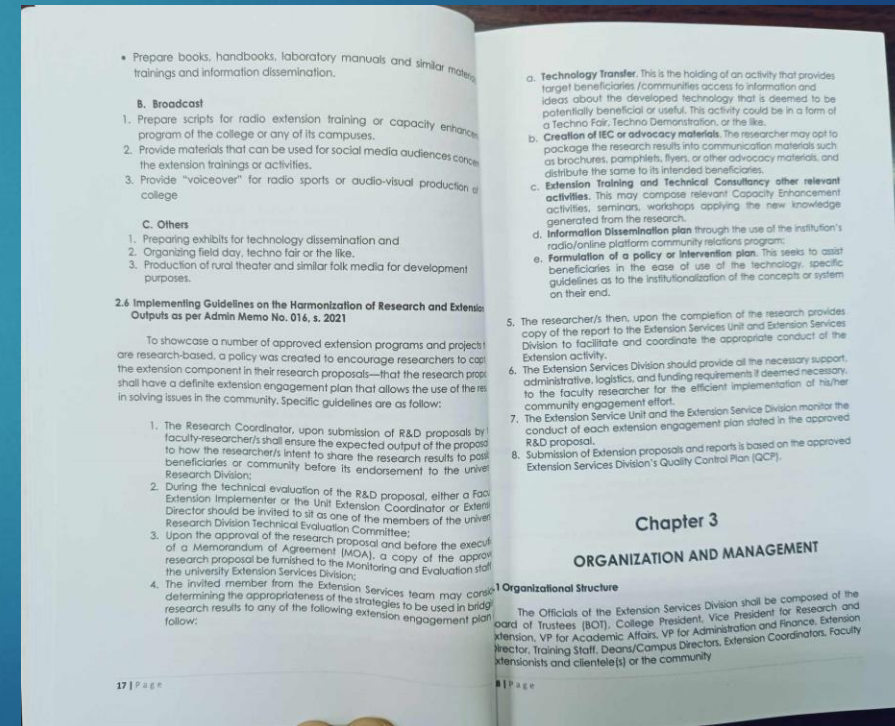 • Prepare books, handbooks, laboratory manuals and similar
trainings and information dissemination.
B. Broadcast
1. Prepare scripts for radio extension training or capacity
program of the college or any of its campuses.
2. Provide materials that can be used for social media audiences
the extension trainings or activities.
3. Provide "voiceover" for radio sports or audio-visual production
college
C. Others
1. Preparing exhibits for technology dissemination and
2. Organizing field day, techno fair or the like.
3. Production of rural theater and similar folk media for development
purposes.
2.6 Implementing Guidelines on the Harmonization of Research and Extension
Outputs as per Admin Memo No. 016, s. 2021
To showcase a number of approved extension programs and projects
are research-based, a policy was created to encourage researchers to
the extension component in their research proposals—that the research
shall have a definite extension engagement plan that allows the use of the
in solving issues in the community. Specific guidelines are as follow:
1. The Research Coordinator, upon submission of R&D proposals by
faculty-researcher/s shall ensure the expected output of the
to how the researcher/s intent to share the research results to
beneficiaries or community before its endorsement to the
Research Division;
2. During the technical evaluation of the R&D proposal, either a
Extension Implementer or the Unit Extension Coordinator or
Director should be invited to sit as one of the members of the
Research Division Technical Evaluation Committee;
3. Upon the approval of the research proposal and before the
of a Memorandum of Agreement (MOA), a copy of the
research proposal be furnished to the Monitoring and Evaluation
the university Extension Services Division;
4. The invited member from the Extension Services team may
determining the appropriateness of the strategies to be used in
research results to any of the following extension engagement plan
follow:
17 | Page
a. Technology Transfer. This is the holding of an activity that provides
target beneficiaries /communities access to information and
ideas about the developed technology that is deemed to be
potentially beneficial or useful. This activity could be in a form of
a Techno Fair, Techno Demonstration, or the like.
b. Creation of IEC or advocacy materials. The researcher may opt to
package the research results into communication materials such
as brochures, pamphlets, flyers, or other advocacy materials, and
distribute the same to its intended beneficiaries.
c. Extension Training and Technical Consultancy other relevant
activities. This may compose relevant Capacity Enhancement
activities, seminars, workshops applying the new knowledge
generated from the research.
d. Information Dissemination plan through the use of the institution's
radio/online platform community relations program;
e. Formulation of a policy or intervention plan. This seeks to assist
beneficiaries in the ease of use of the technology, specific
guidelines as to the institutionalization of the concepts or system
on their end.
5. The researcher/s then, upon the completion of the research provides
copy of the report to the Extension Services Unit and Extension Services
Division to facilitate and coordinate the appropriate conduct of the
Extension activity.
6. The Extension Services Division should provide all the necessary support,
administrative, logistics, and funding requirements if deemed necessary,
to the faculty researcher for the efficient implementation of his/her
community engagement effort.
7. The Extension Service Unit and the Extension Service Division monitor the
conduct of each extension engagement plan stated in the approved
R&D proposal.
8. Submission of Extension proposals and reports is based on the approved
Extension Services Division's Quality Control Plan (QCP).
Chapter 3
ORGANIZATION AND MANAGEMENT
1 Organizational Structure
The Officials of the Extension Services Division shall be composed of the
of Trustees (BOT), College President, Vice President for Research and
VP for Academic Affairs, VP for Administration and Finance, Extension
Training Staff, Deans/Campus Directors, Extension Coordinators, Faculty
and clientele(s) or the community
| Page